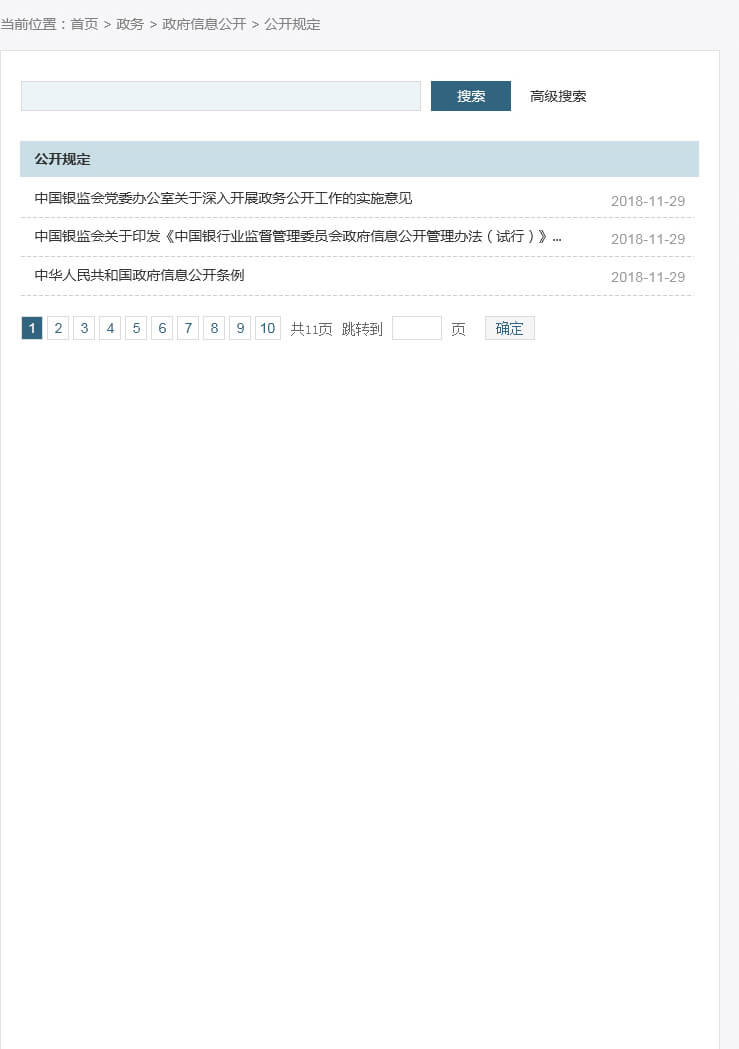 当前位置：首页 > 政务 > 政府信息公开 > 公开规定
搜索 高级搜索
公开规定
中国银监会党委办公室关于深入开展政务公开工作的实施意见 2018-11-29
中国银监会关于印发《中国银行业监督管理委员会政府信息公开管理办法（试行）》... 2018-11-29
中华人民共和国政府信息公开条例 2018-11-29
1 2 3 4 5 6 7 8 9 10 共11页 跳转到 页 确定